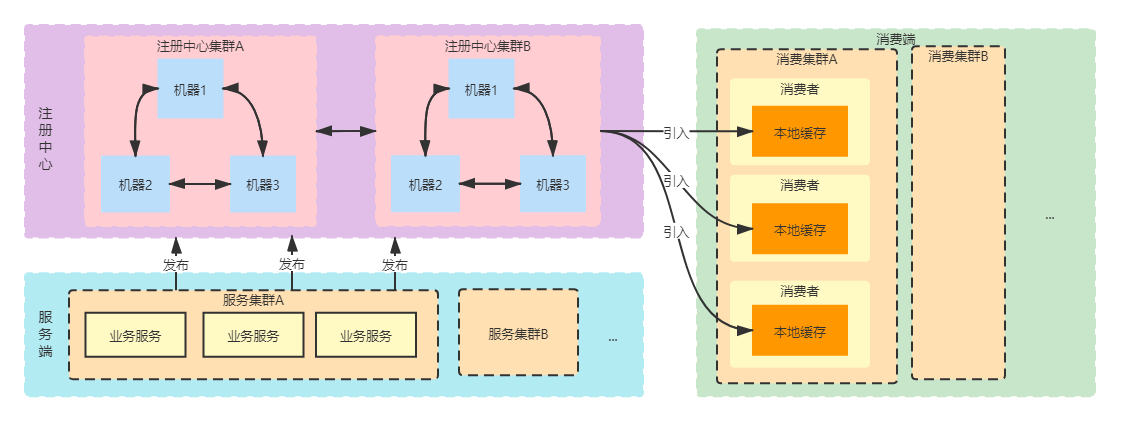 注册中心
注册中心集群A
机器1
机器2
机器3
注册中心集群B
机器1
机器2
机器3
发布
发布
发布
服务端
服务集群A
业务服务
业务服务
业务服务
服务集群B
...
引入
引入
引入
消费端
消费集群A
消费者
本地缓存
消费者
本地缓存
消费者
本地缓存
消费集群B
...